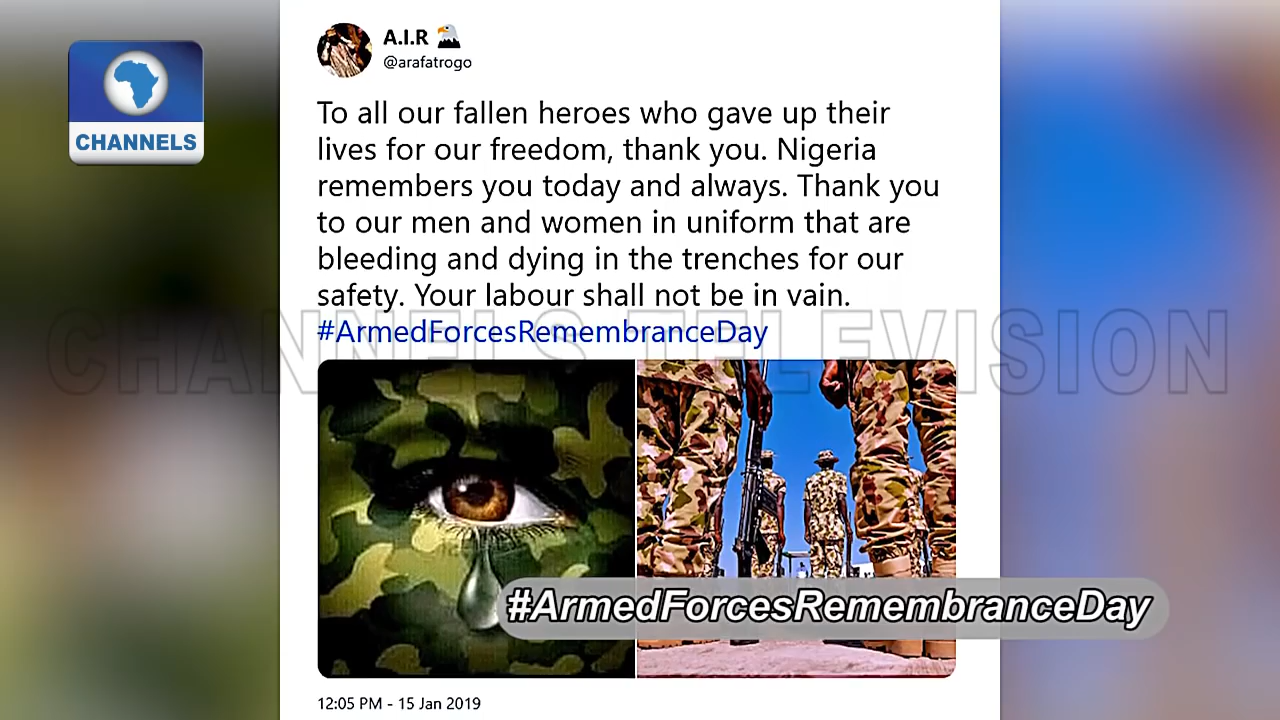 CHANNELS
A.I.R
@arafatrogo
To all our fallen heroes who gave up their
lives for our freedom, thank you. Nigeria
remembers you today and always. Thank you
to our men and women in uniform that are
bleeding and dying in the trenches for our
safety. Your labour shall not be in vain.
#ArmedForcesRemembranceDay
CHANNELS TELEVISION
#ArmedForcesRemembranceDay
12:05 PM - 15 Jan 2019